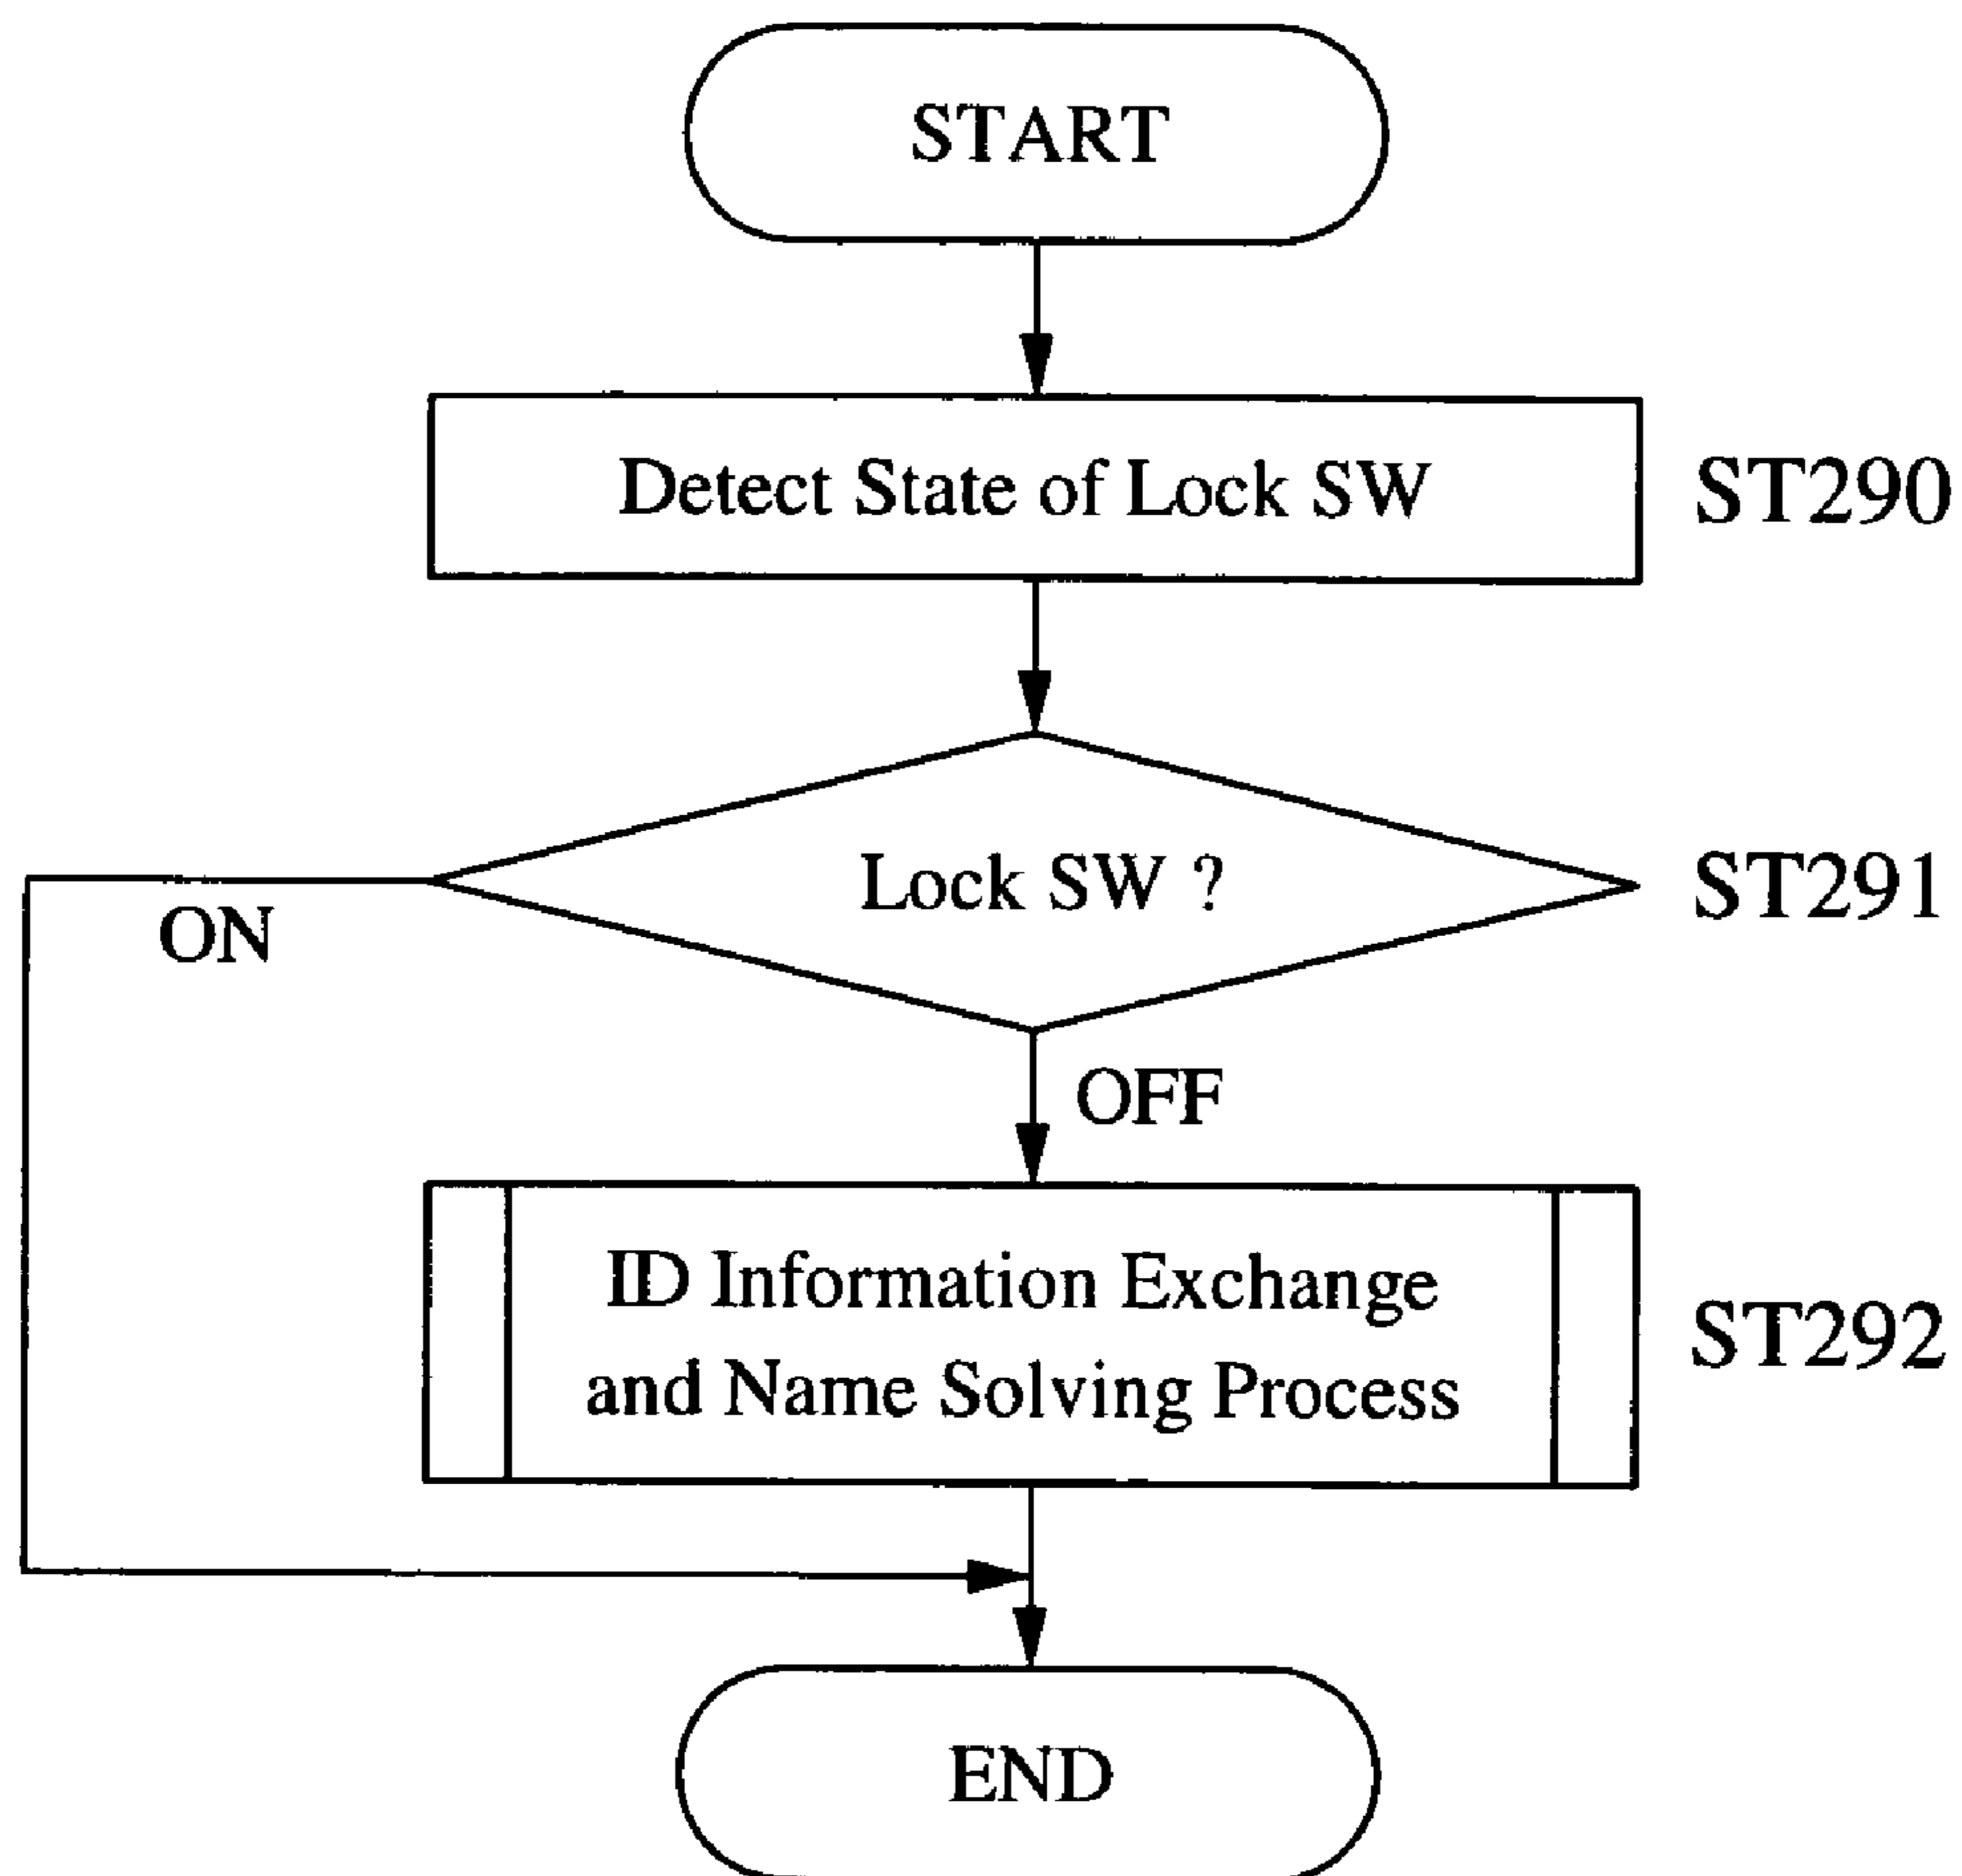 START
Detect State of Lock SW
ST290
Lock SW ?
ST291
ON
OFF
ID Information Exchange
and Name Solving Process
ST292
END